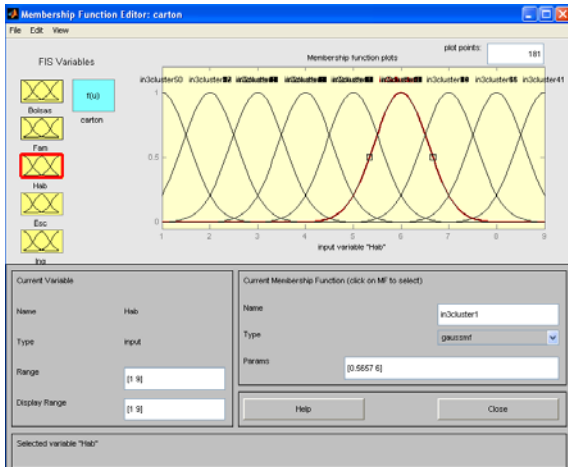 Membership Function Editor: carton
File Edit View
FIS Variables
plot points: 181
Membership function plots
f(u)
Bolsas
carton
Fam
Hab
Esc
Ing
in3cluster50
in3cluster1
in3cluster41
1
0.5
0
1 2 3 4 5 6 7 8 9
input variable "Hab"
Current Variable
Name Hab
Type input
Range [1 9]
Display Range [1 9]
Current Membership Function (click on MF to select)
Name in3cluster1
Type gaussmf
Params [0.5657 6]
Help Close
Selected variable "Hab"